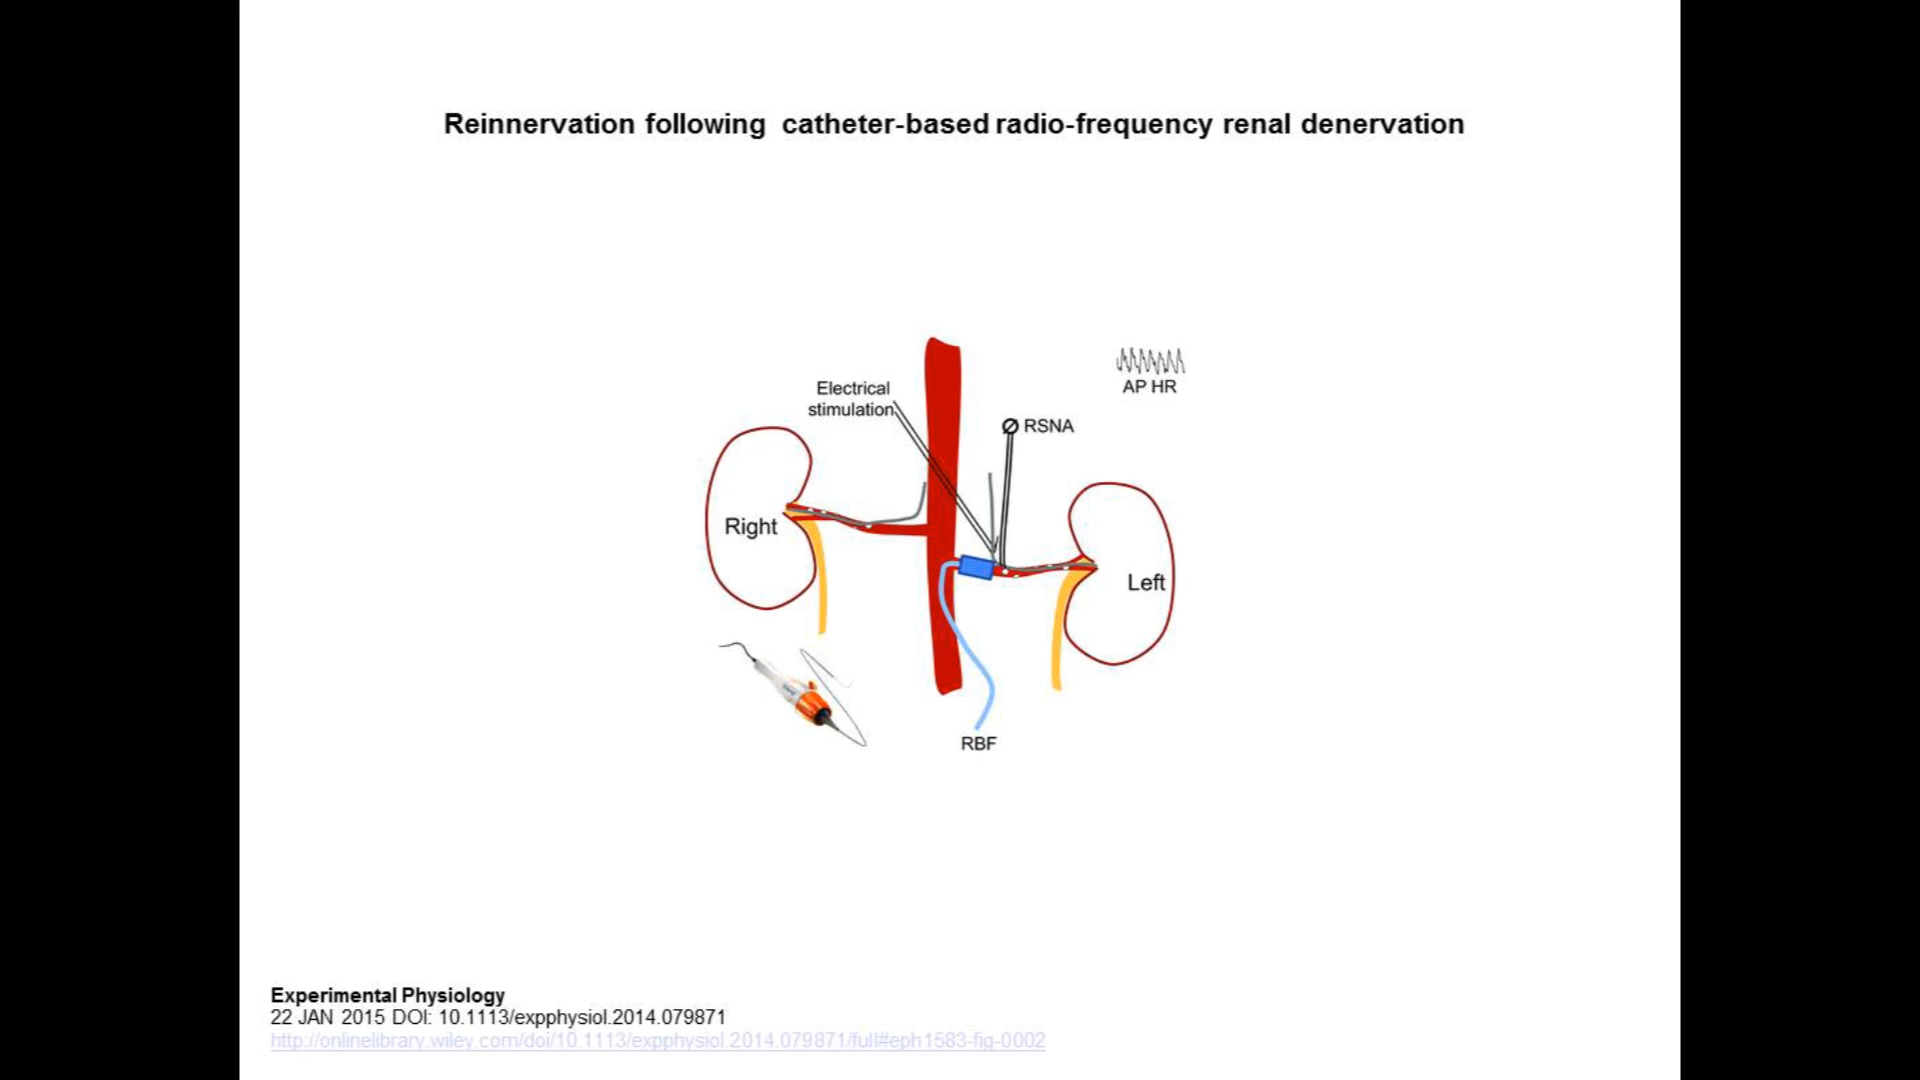 Reinnervation following catheter-based radio-frequency renal denervation
AP HR
Electrical
stimulation
RSNA
Right
Left
RBF
Experimental Physiology
22 JAN 2015 DOI: 10.1113/expphysiol.2014.079871
http://onlinelibrary.wiley.com/doi/10.1113/expphysiol.2014.079871/full#eph1583-fig-0002